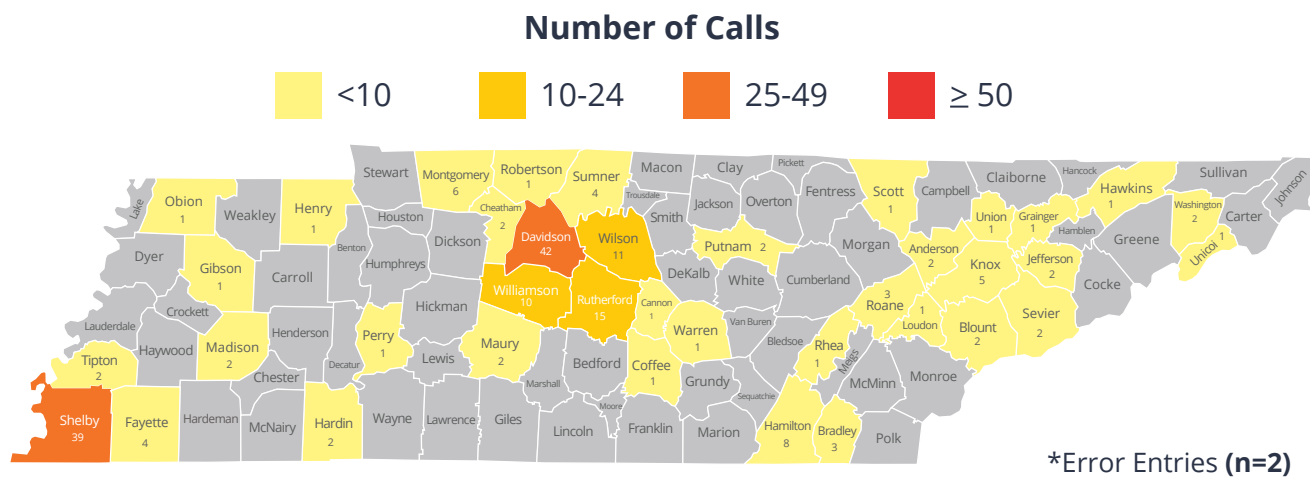 Number of Calls
<10
10-24
25-49
≥ 50
Stewart
Montgomery
6
Robertson
1
Sumner
4
Macon
Trousdale
Clay
Pickett
Fentress
Scott
1
Campbell
Claiborne
Hancock
Hawkins
1
Sullivan
Johnson
Lake
Obion
1
Weakley
Henry
1
Houston
Cheatham
2
Davidson
42
Wilson
11
Smith
Jackson
Overton
Putnam 2
Morgan
Anderson
2
Union
1
Grainger
1
Hamblen
Greene
Washington
2
Carter
Unicoi 1
Dyer
Gibson
1
Carroll
Benton
Humphreys
Dickson
Hickman
Williamson
10
Rutherford
15
Cannon
1
DeKalb
White
Cumberland
3
Roane
1
Loudon
Knox
5
Jefferson
2
Cocke
Sevier
2
Blount
2
Lauderdale
Crockett
Haywood
Madison
2
Henderson
Decatur
Perry
1
Lewis
Maury
2
Marshall
Bedford
Coffee
1
Warren
1
Van Buren
Bledsoe
Rhea
1
Meigs
McMinn
Monroe
Tipton
2
Chester
Moore
Grundy
Sequatchie
Shelby
39
Fayette
4
Hardeman
McNairy
Hardin
2
Wayne
Lawrence
Giles
Lincoln
Franklin
Marion
Hamilton
8
Bradley
3
Polk
*Error Entries (n=2)